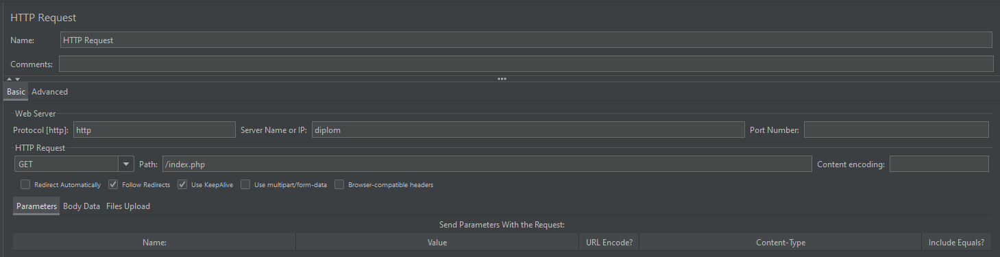 HTTP Request
Name: HTTP Request
Comments:
Basic Advanced
Web Server
Protocol [http]: http Server Name or IP: diplom Port Number:
HTTP Request
GET Path: /index.php Content encoding:
Redirect Automatically Follow Redirects Use KeepAlive Use multipart/form-data Browser-compatible headers
Parameters Body Data Files Upload
Send Parameters With the Request:
Name: Value URL Encode? Content-Type Include Equals?